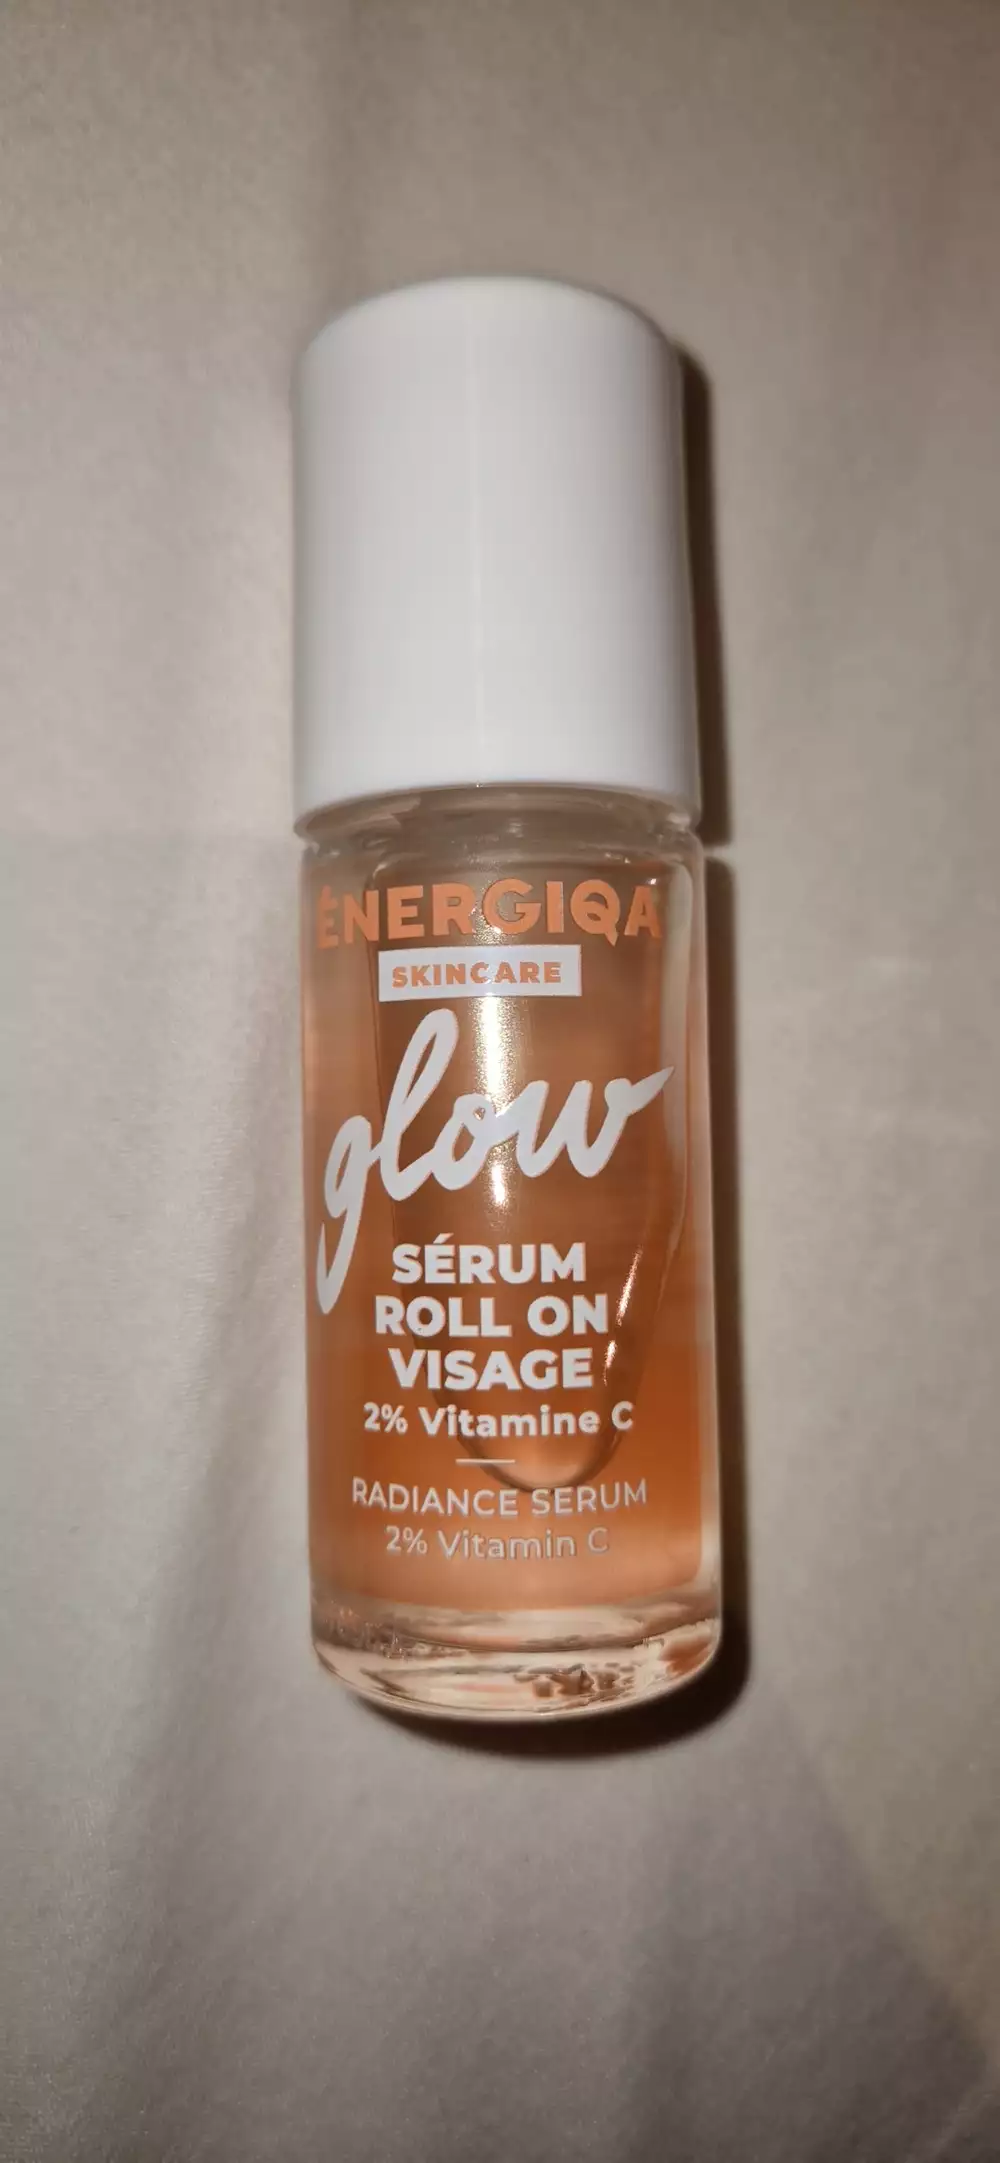 ÉNERGIQA
SKINCARE
glow
SÉRUM
ROLL ON
VISAGE
2% Vitamine C
RADIANCE SERUM
2% Vitamin C